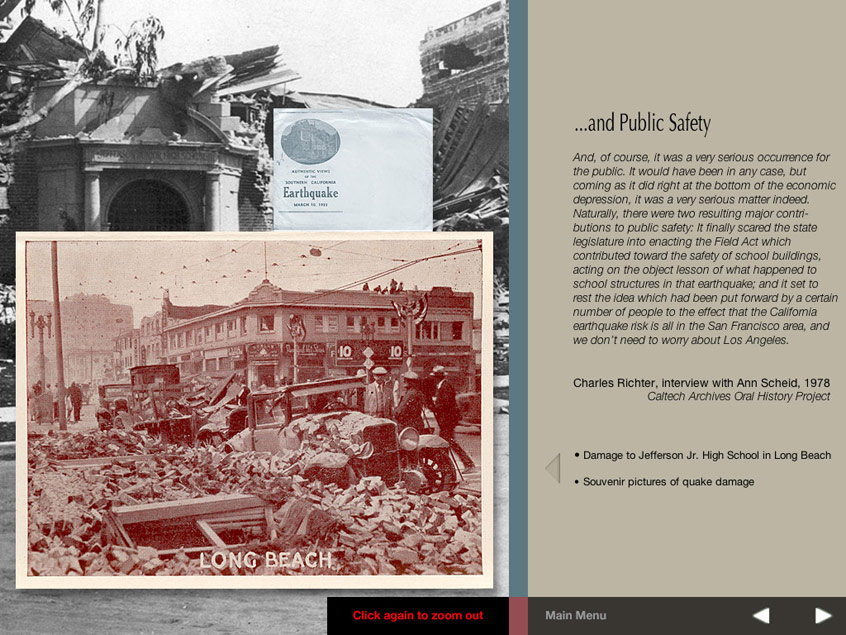 AUTHENTIC VIEWS
OF THE
SOUTHERN CALIFORNIA
Earthquake
MARCH 10, 1933
10
10
LONG BEACH
Click again to zoom out
...and Public Safety
And, of course, it was a very serious occurrence for
the public. It would have been in any case, but
coming as it did right at the bottom of the economic
depression, it was a very serious matter indeed.
Naturally, there were two resulting major contri-
butions to public safety: It finally scared the state
legislature into enacting the Field Act which
contributed toward the safety of school buildings,
acting on the object lesson of what happened to
school structures in that earthquake; and it set to
rest the idea which had been put forward by a certain
number of people to the effect that the California
earthquake risk is all in the San Francisco area, and
we don't need to worry about Los Angeles.
Charles Richter, interview with Ann Scheid, 1978
Caltech Archives Oral History Project
• Damage to Jefferson Jr. High School in Long Beach
• Souvenir pictures of quake damage
Main Menu